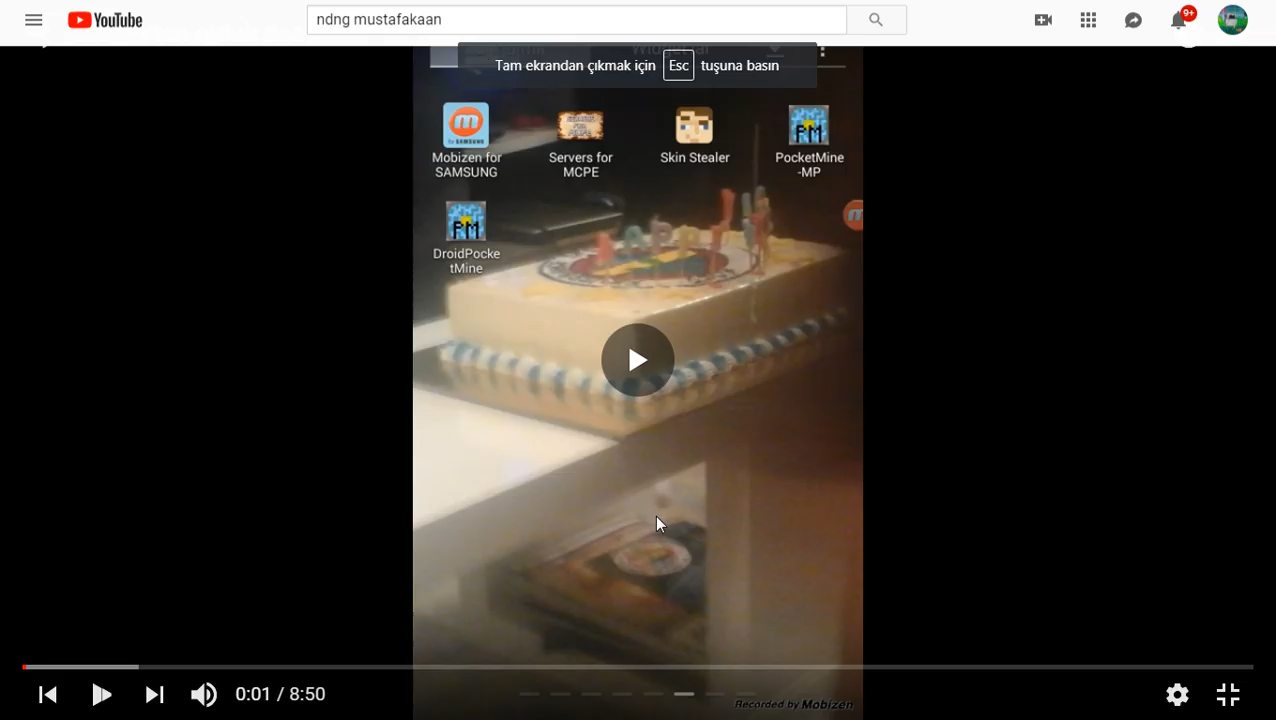 YouTube
ndng mustafakaan
9+
Tam ekrandan çıkmak için Esc tuşuna basın
Mobizen for
SAMSUNG
Servers for
MCPE
Skin Stealer
PocketMine
-MP
DroidPocke
tMine
0:01 / 8:50
Recorded by Mobizen